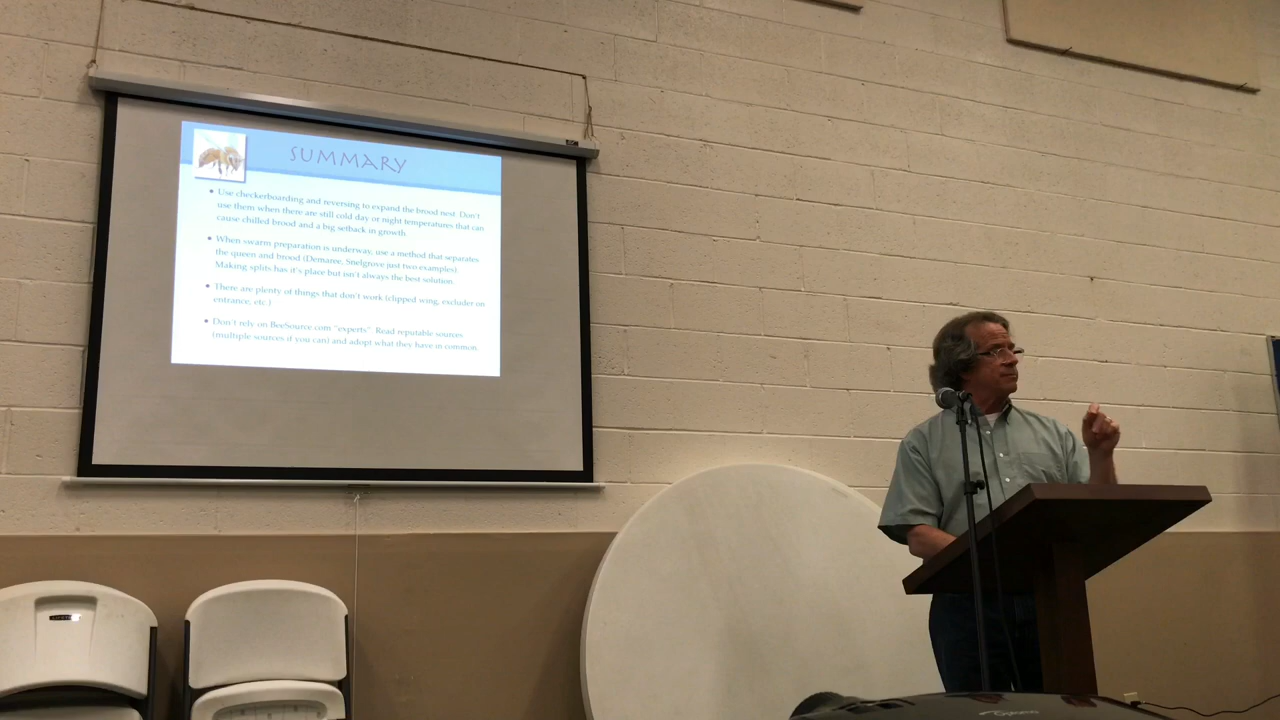 SUMMARY
• Use checkerboarding and reversing to expand the brood nest. Don't
use them when there are still cold day or night temperatures that can
cause chilled brood and a big setback in growth.
• When swarm preparation is underway, use a method that separates
the queen and brood (Demaree, Snelgrove just two examples).
Making splits has it's place but isn't always the best solution.
• There are plenty of things that don't work (clipped wing, excluder on
entrance, etc.)
• Don't rely on BeeSource.com "experts". Read reputable sources
(multiple sources if you can) and adopt what they have in common.